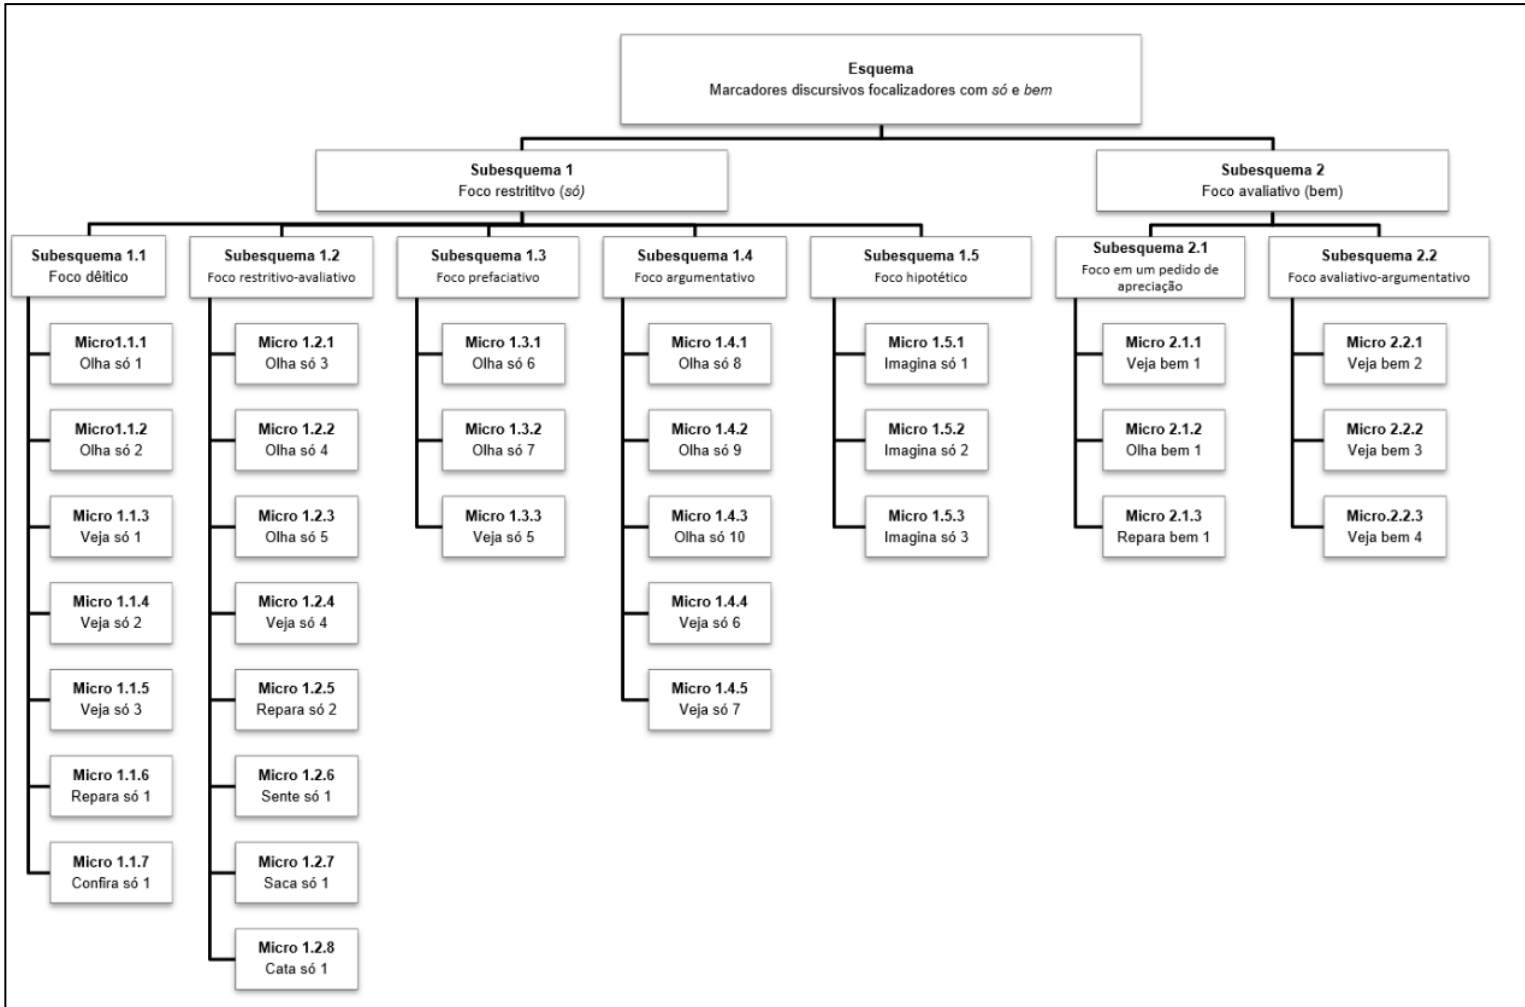 Esquema
Marcadores discursivos focalizadores com só e bem
Subesquema 1
Foco restrititvo (só)
Subesquema 2
Foco avaliativo (bem)
Subesquema 1.1
Foco dêitico
Subesquema 1.2
Foco restritivo-avaliativo
Subesquema 1.3
Foco prefaciativo
Subesquema 1.4
Foco argumentativo
Subesquema 1.5
Foco hipotético
Subesquema 2.1
Foco em um pedido de
apreciação
Subesquema 2.2
Foco avaliativo-argumentativo
Micro1.1.1
Olha só 1
Micro1.1.2
Olha só 2
Micro 1.1.3
Veja só 1
Micro 1.1.4
Veja só 2
Micro 1.1.5
Veja só 3
Micro 1.1.6
Repara só 1
Micro 1.1.7
Confira só 1
Micro 1.2.1
Olha só 3
Micro 1.2.2
Olha só 4
Micro 1.2.3
Olha só 5
Micro 1.2.4
Veja só 4
Micro 1.2.5
Repara só 2
Micro 1.2.6
Sente só 1
Micro 1.2.7
Saca só 1
Micro 1.2.8
Cata só 1
Micro 1.3.1
Olha só 6
Micro 1.3.2
Olha só 7
Micro 1.3.3
Veja só 5
Micro 1.4.1
Olha só 8
Micro 1.4.2
Olha só 9
Micro 1.4.3
Olha só 10
Micro 1.4.4
Veja só 6
Micro 1.4.5
Veja só 7
Micro 1.5.1
Imagina só 1
Micro 1.5.2
Imagina só 2
Micro 1.5.3
Imagina só 3
Micro 2.1.1
Veja bem 1
Micro 2.1.2
Olha bem 1
Micro 2.1.3
Repara bem 1
Micro 2.2.1
Veja bem 2
Micro 2.2.2
Veja bem 3
Micro.2.2.3
Veja bem 4